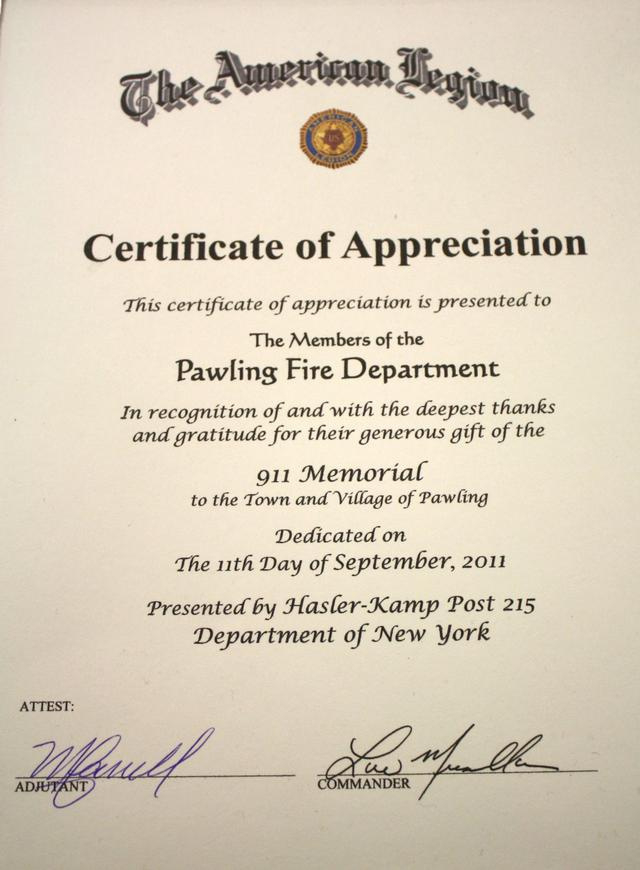 The American Legion
AMERICAN
US
LEGION
Certificate of Appreciation
This certificate of appreciation is presented to
The Members of the
Pawling Fire Department
In recognition of and with the deepest thanks
and gratitude for their generous gift of the
911 Memorial
to the Town and Village of Pawling
Dedicated on
The 11th Day of September, 2011
Presented by Hasler-Kamp Post 215
Department of New York
ATTEST:
ADJUTANT
COMMANDER